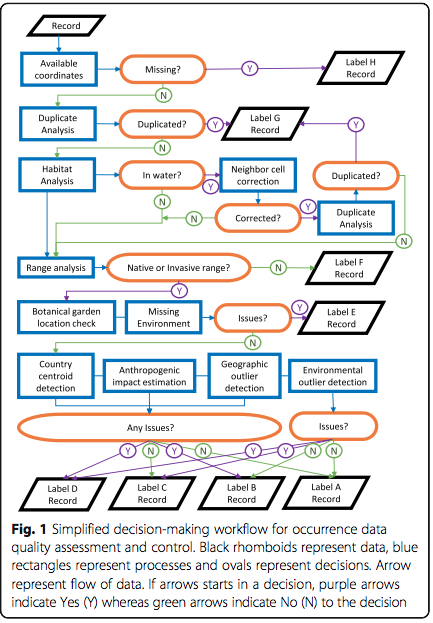 Record
Available
coordinates
Missing?
Y
Label H
Record
N
Duplicate
Analysis
Duplicated?
Y
Label G
Record
Y
N
Habitat
Analysis
In water?
Y
Neighbor cell
correction
Duplicated?
N
N
Corrected?
Y
Duplicate
Analysis
N
Range analysis
Native or Invasive range?
N
Label F
Record
Y
Botanical garden
location check
Missing
Environment
Issues?
Y
Label E
Record
N
Country
centroid
detection
Anthropogenic
impact estimation
Geographic
outlier
detection
Environmental
outlier detection
Any Issues?
Issues?
Y
N
Y
N
Y
Y
N
N
Label D
Record
Label C
Record
Label B
Record
Label A
Record
Fig. 1 Simplified decision-making workflow for occurrence data
quality assessment and control. Black rhomboids represent data, blue
rectangles represent processes and ovals represent decisions. Arrow
represent flow of data. If arrows starts in a decision, purple arrows
indicate Yes (Y) whereas green arrows indicate No (N) to the decision